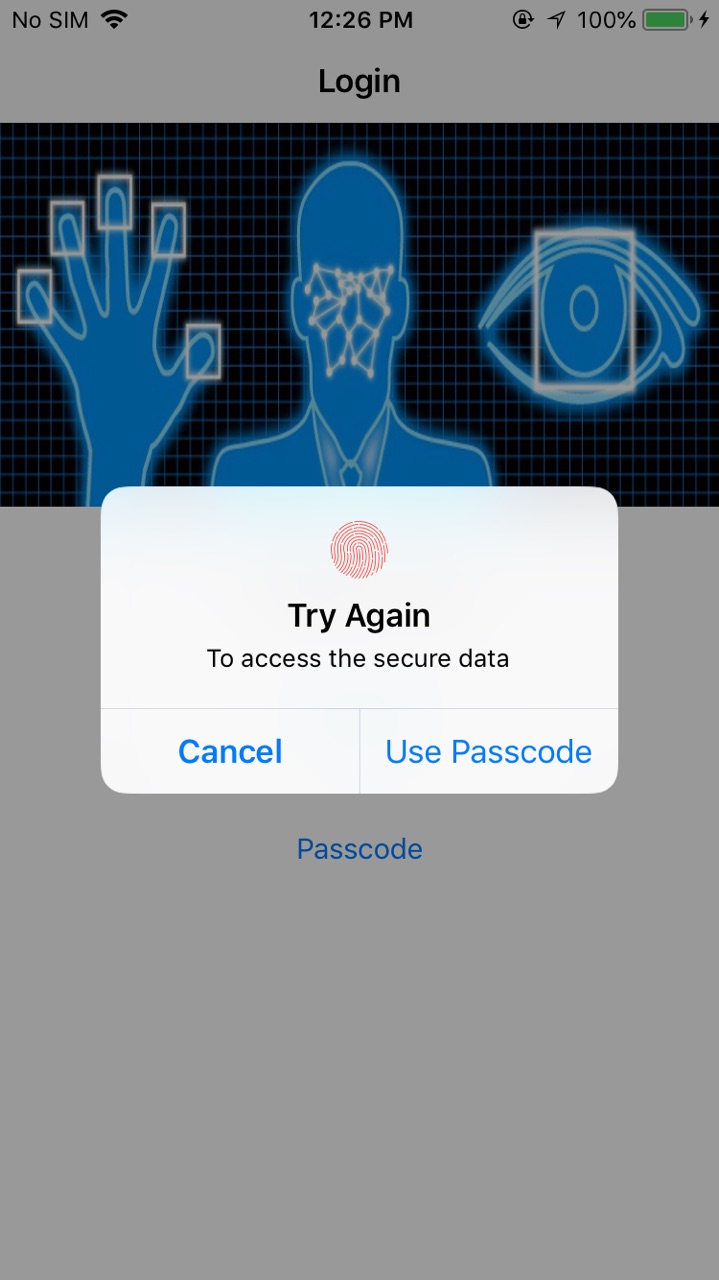 No SIM 12:26 PM 100%
Login
Try Again
To access the secure data
Cancel Use Passcode
Passcode